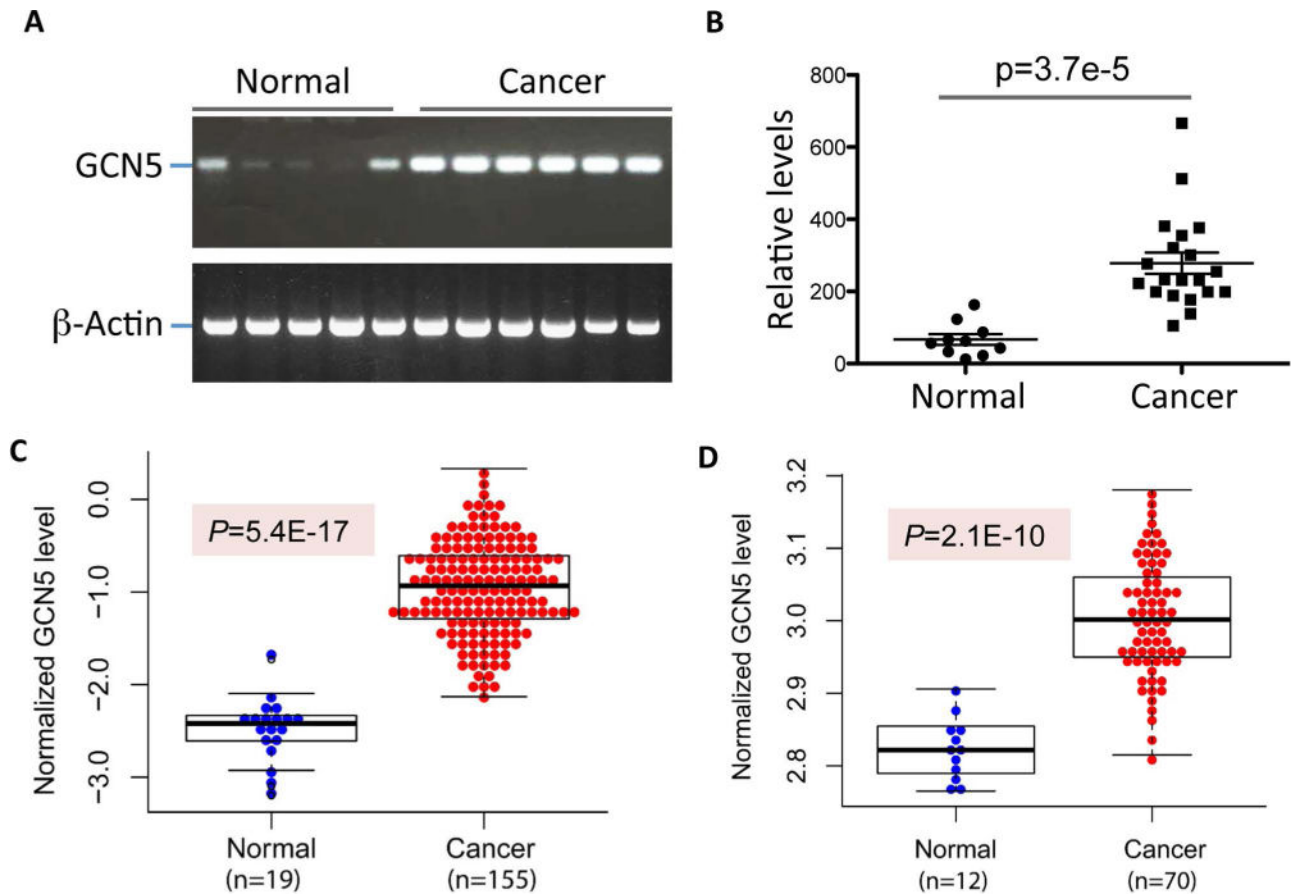 A
Normal Cancer
GCN5
β-Actin
B
p=3.7e-5
Relative levels
800
600
400
200
0
Normal Cancer
C
Normalized GCN5 level
0.0
−1.0
−2.0
−3.0
P=5.4E-17
Normal Cancer
(n=19) (n=155)
D
Normalized GCN5 level
3.2
3.1
3.0
2.9
2.8
P=2.1E-10
Normal Cancer
(n=12) (n=70)